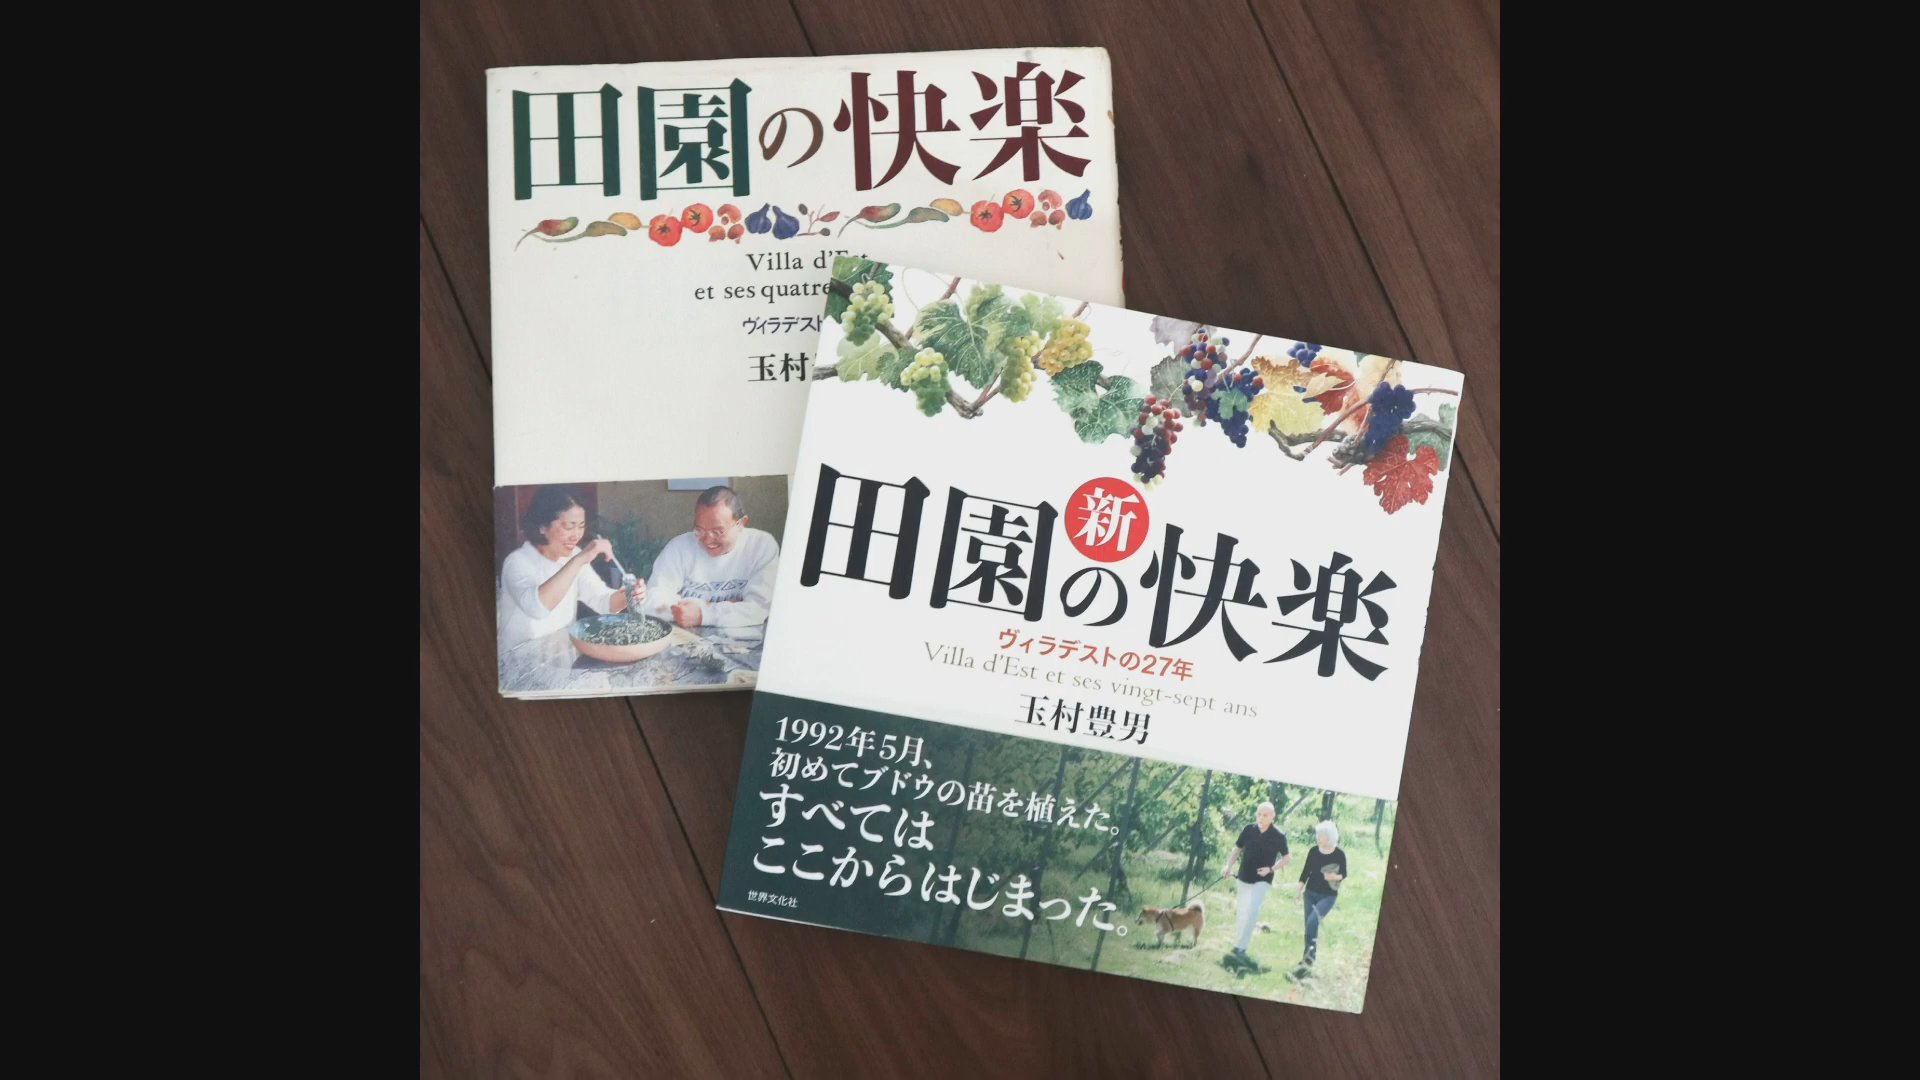 田園の快楽
Villa d'Est
et ses quatre
ヴィラデスト
玉村
田園の快楽
新
ヴィラデストの27年
Villa d'Est et ses vingt-sept ans
玉村豊男
1992年5月、
初めてブドウの苗を植えた。
すべては
ここからはじまった。
世界文化社